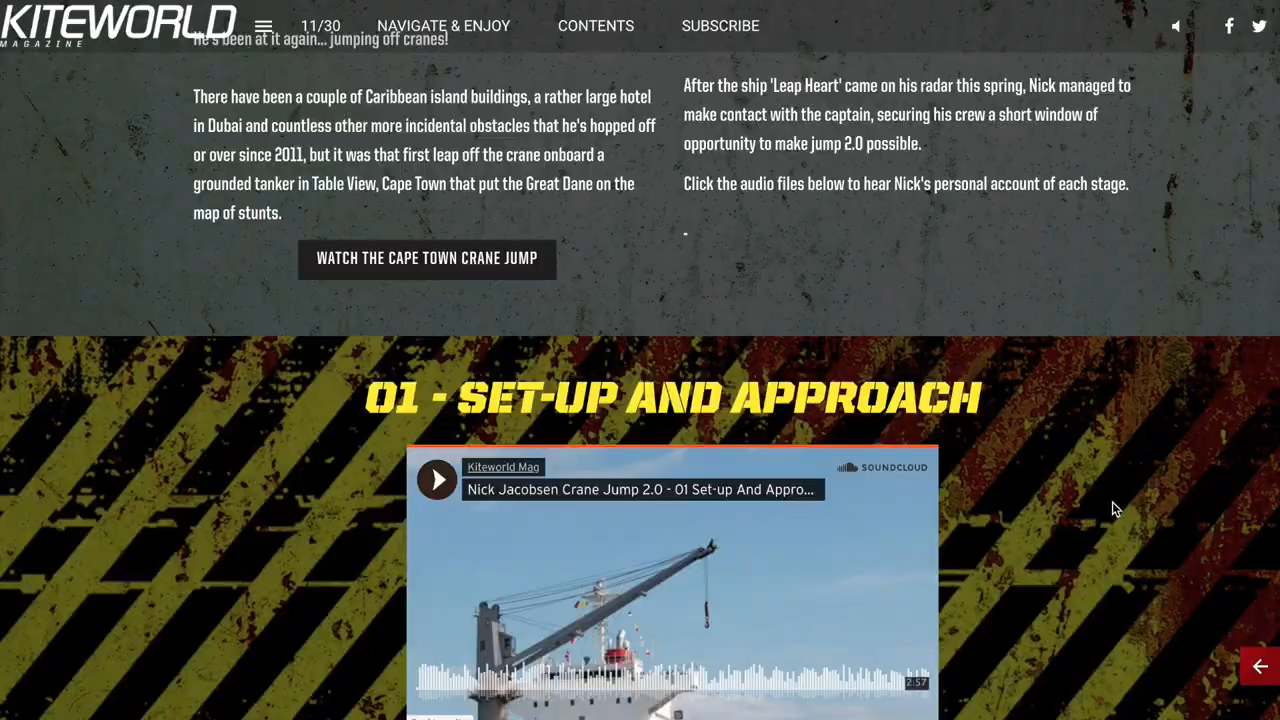 KITEWORLD
MAGAZINE
11/30
NAVIGATE & ENJOY
CONTENTS
SUBSCRIBE
He's been at it again... jumping off cranes!
There have been a couple of Caribbean island buildings, a rather large hotel
in Dubai and countless other more incidental obstacles that he's hopped off
or over since 2011, but it was that first leap off the crane onboard a
grounded tanker in Table View, Cape Town that put the Great Dane on the
map of stunts.
WATCH THE CAPE TOWN CRANE JUMP
After the ship 'Leap Heart' came on his radar this spring, Nick managed to
make contact with the captain, securing his crew a short window of
opportunity to make jump 2.0 possible.
Click the audio files below to hear Nick's personal account of each stage.
-
01 - SET-UP AND APPROACH
Kiteworld Mag
SOUNDCLOUD
Nick Jacobsen Crane Jump 2.0 - 01 Set-up And Appro...
2:57